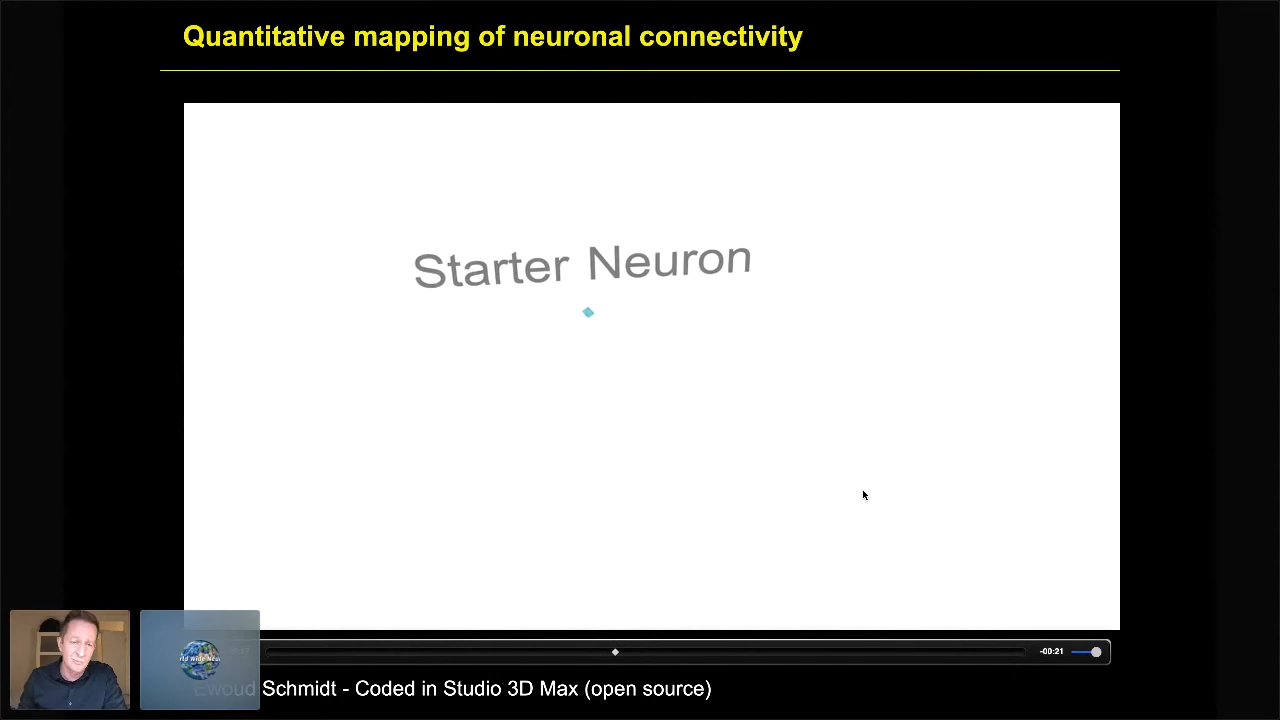 Quantitative mapping of neuronal connectivity
Starter Neuron
-00:21
Ewoud Schmidt - Coded in Studio 3D Max (open source)